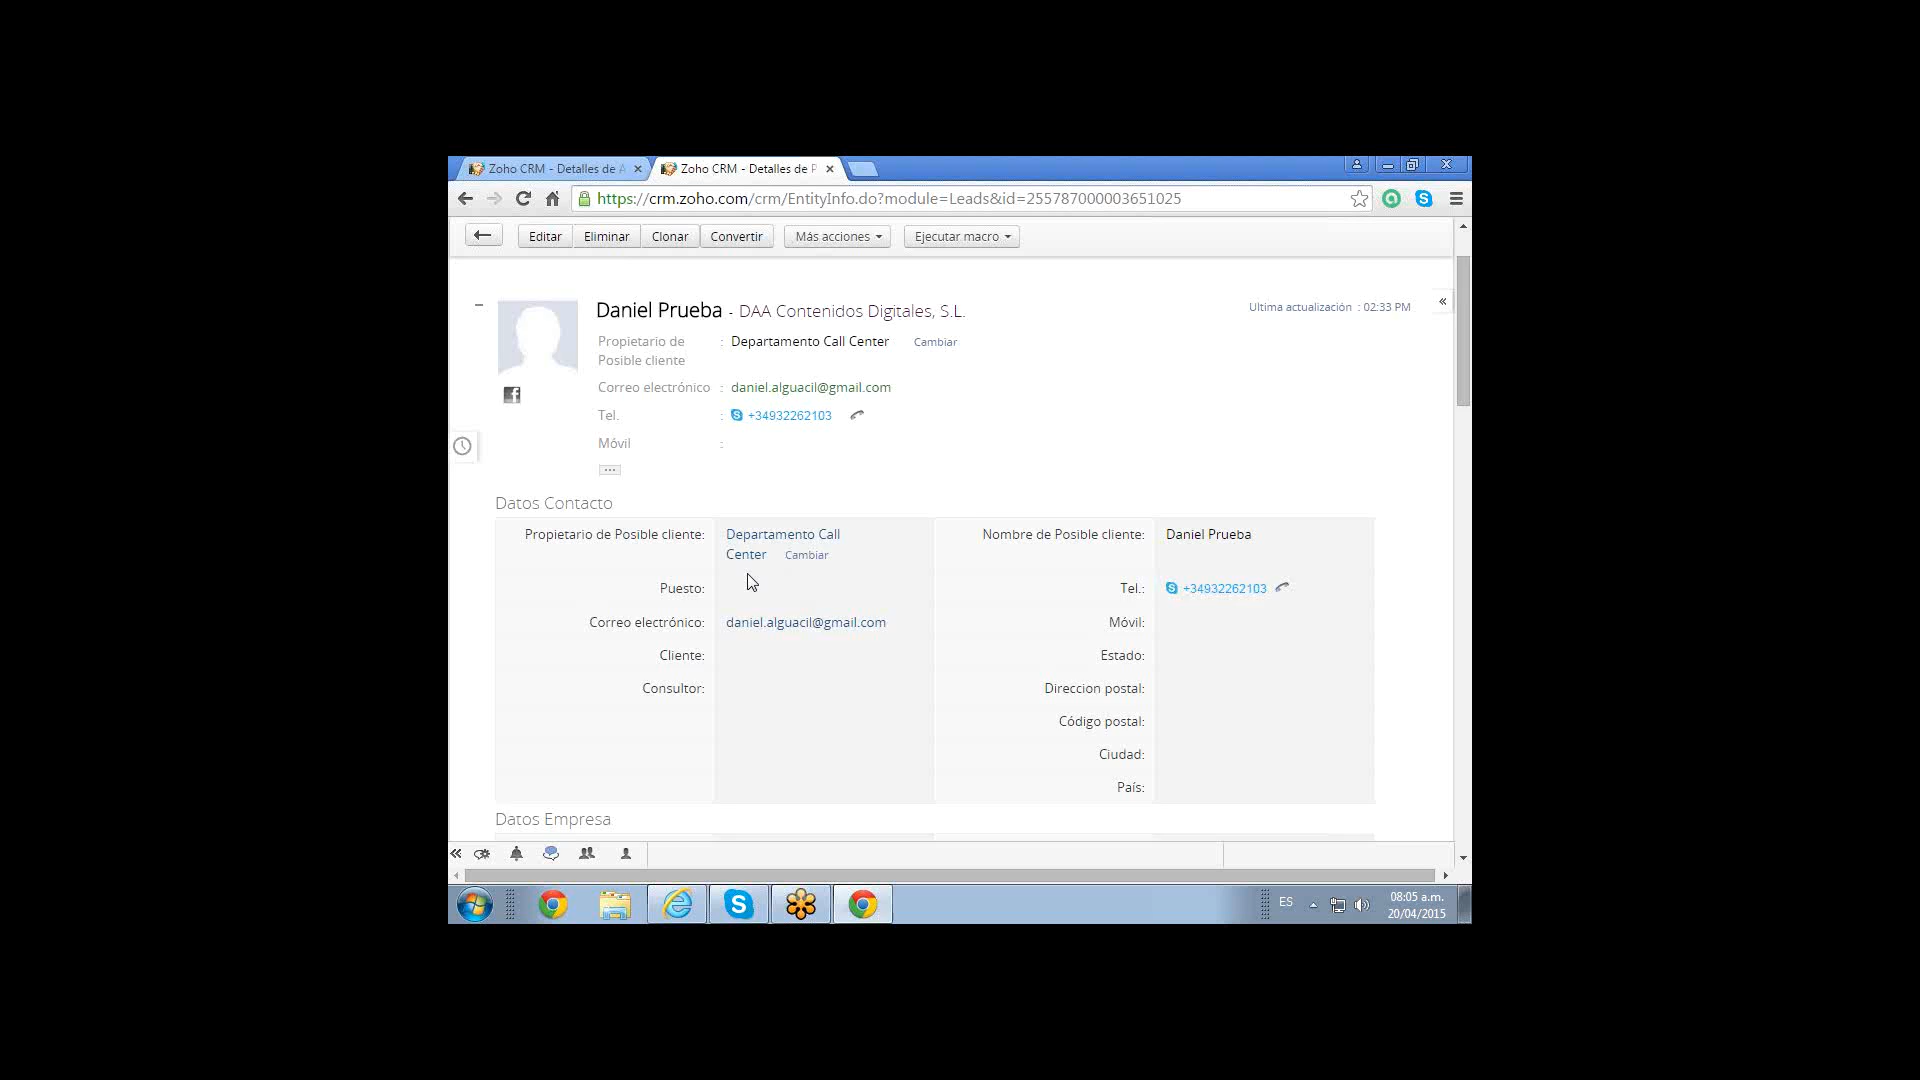 Zoho CRM - Detalles de A
Zoho CRM - Detalles de P
https://crm.zoho.com/crm/EntityInfo.do?module=Leads&id=255787000003651025
Editar Eliminar Clonar Convertir Más acciones Ejecutar macro
Daniel Prueba - DAA Contenidos Digitales, S.L.
Ultima actualización : 02:33 PM
Propietario de Posible cliente : Departamento Call Center Cambiar
Correo electrónico : daniel.alguacil@gmail.com
Tel. : +34932262103
Móvil :
...
Datos Contacto
Propietario de Posible cliente: Departamento Call Center Cambiar
Nombre de Posible cliente: Daniel Prueba
Puesto:
Tel.: +34932262103
Correo electrónico: daniel.alguacil@gmail.com
Móvil:
Cliente:
Estado:
Consultor:
Direccion postal:
Código postal:
Ciudad:
País:
Datos Empresa
ES
08:05 a.m.
20/04/2015